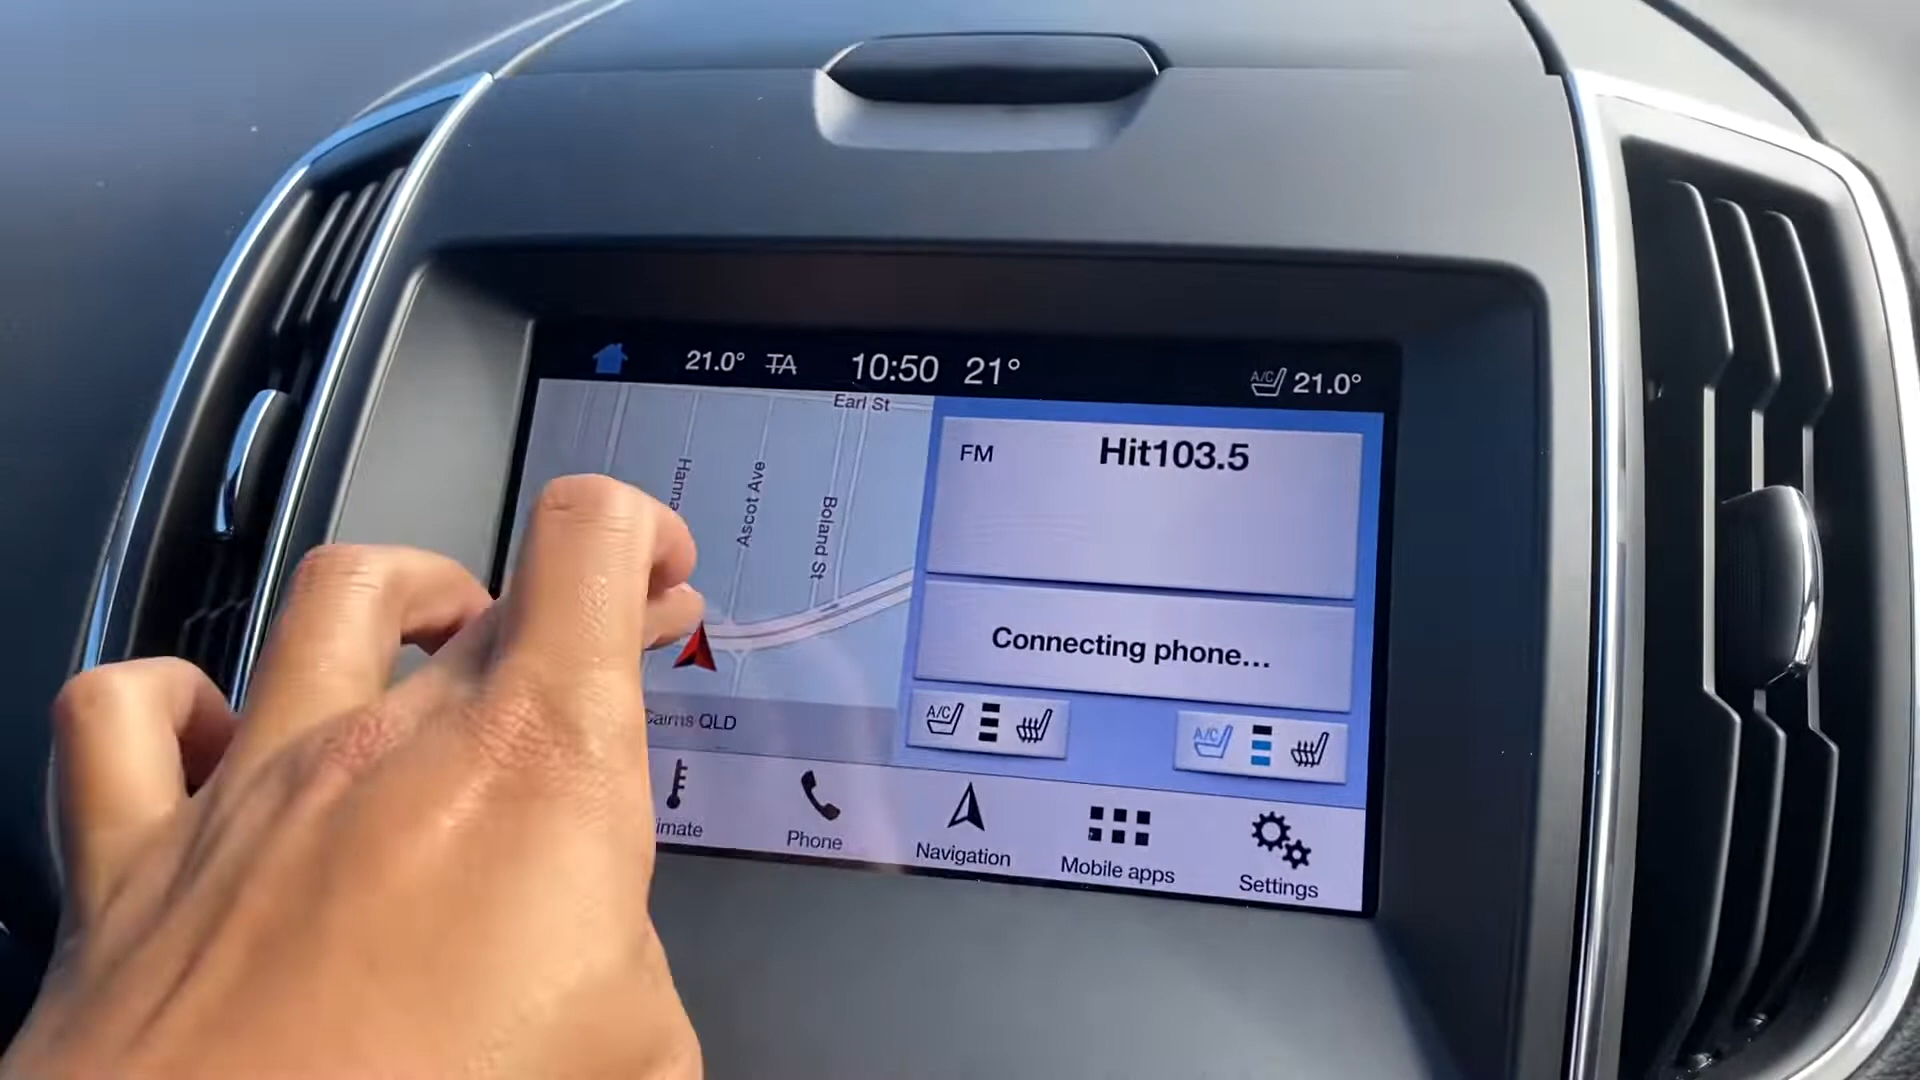 21.0° TA 10:50 21° A/C 21.0°
Earl St
Ascot Ave
Boland St
FM Hit103.5
Connecting phone...
QLD
A/C A/C
Phone Navigation Mobile apps Settings